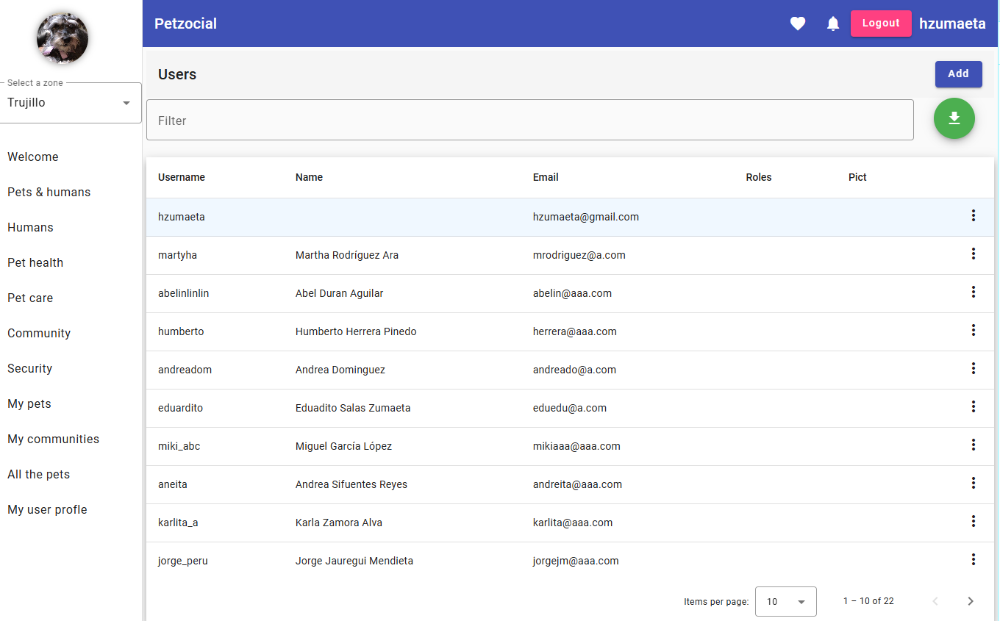 Petzocial
Logout
hzumaeta
Select a zone
Trujillo
Welcome
Pets & humans
Humans
Pet health
Pet care
Community
Security
My pets
My communities
All the pets
My user profle
Users
Add
Filter
Username Name Email Roles Pict
hzumaeta hzumaeta@gmail.com
martyha Martha Rodríguez Ara mrodriguez@a.com
abelinlinlin Abel Duran Aguilar abelin@aaa.com
humberto Humberto Herrera Pinedo herrera@aaa.com
andreadom Andrea Dominguez andreado@a.com
eduardito Eduadito Salas Zumaeta eduedu@a.com
miki_abc Miguel García López mikiaaa@aaa.com
aneita Andrea Sifuentes Reyes andreita@aaa.com
karlita_a Karla Zamora Alva karlita@aaa.com
jorge_peru Jorge Jauregui Mendieta jorgejm@aaa.com
Items per page: 10 1 – 10 of 22